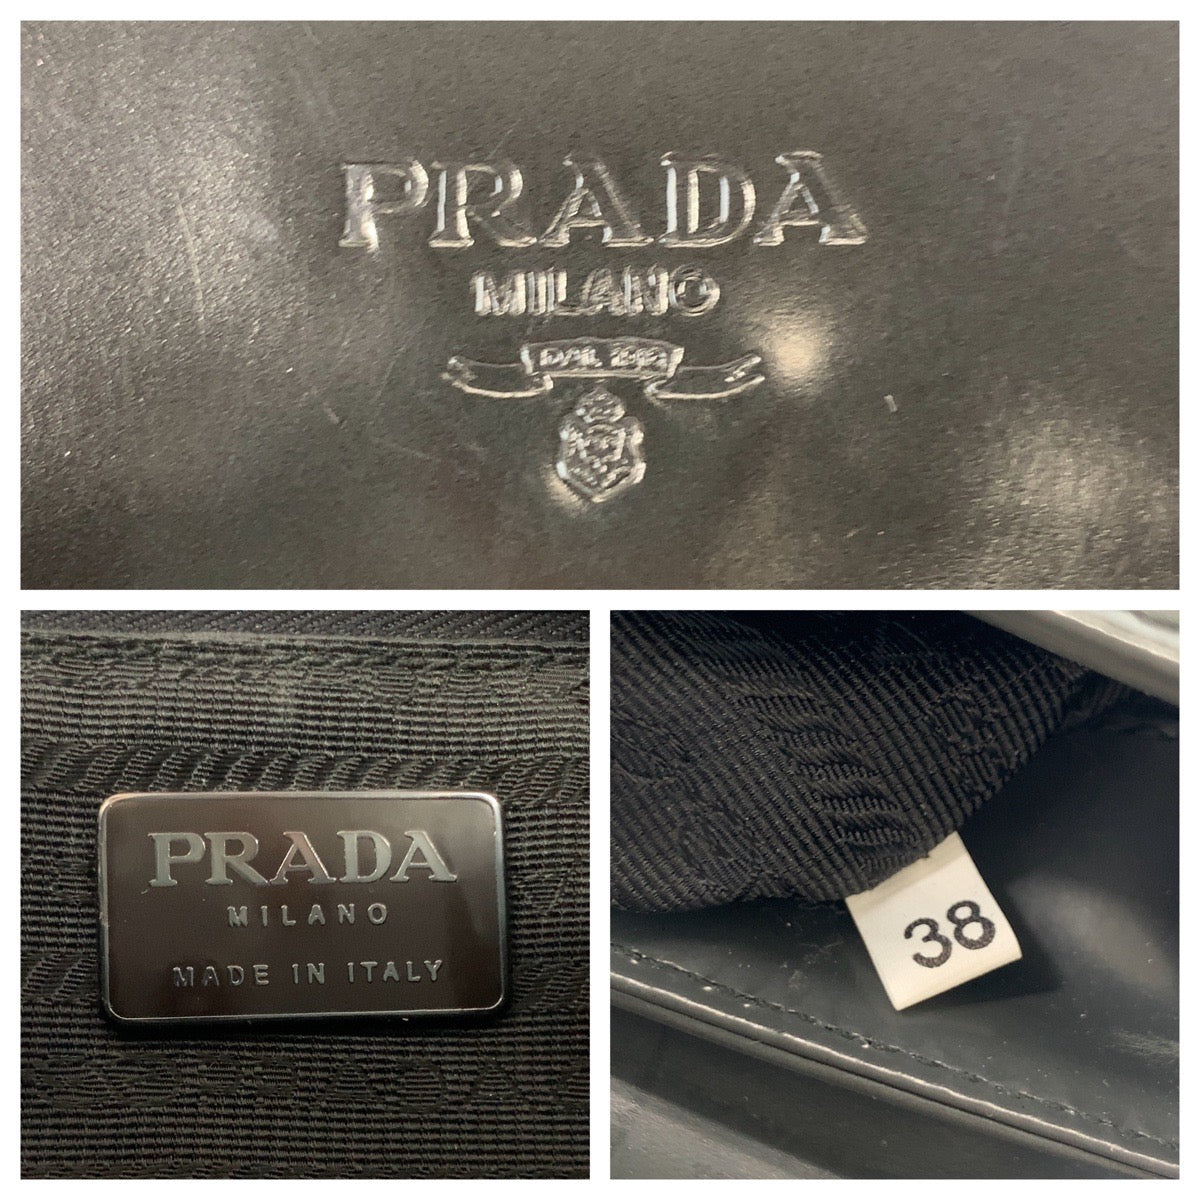 PRADA
MILANO
DAL 1913
PRADA
MILANO
MADE IN ITALY
38